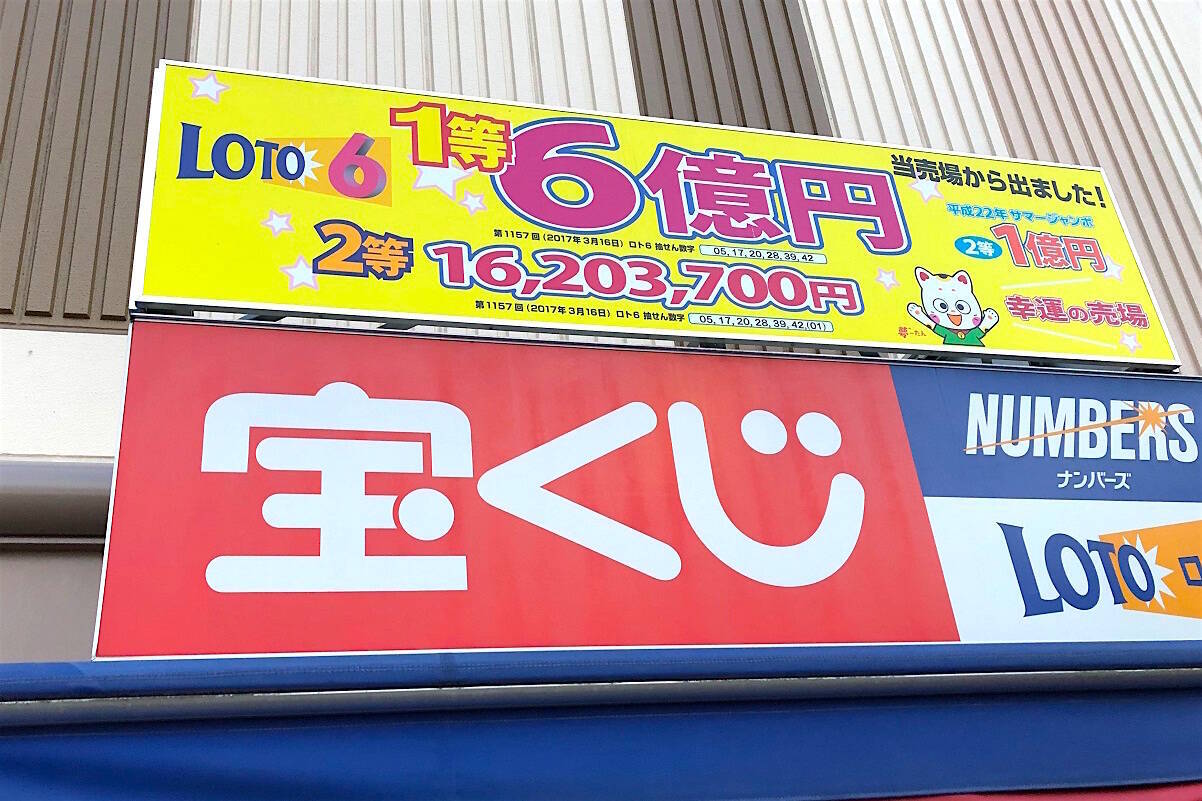 LOTO 6
1等 6億円
第1157回(2017年3月16日) ロト6 抽せん数字 05, 17, 20, 28, 39, 42
2等 16,203,700円
第1157回(2017年3月16日) ロト6 抽せん数字 05, 17, 20, 28, 39, 42, (01)
当売場から出ました!
平成22年 サマージャンボ
2等 1億円
幸運の売場
宝くじ
NUMBERS
ナンバーズ
LOTO